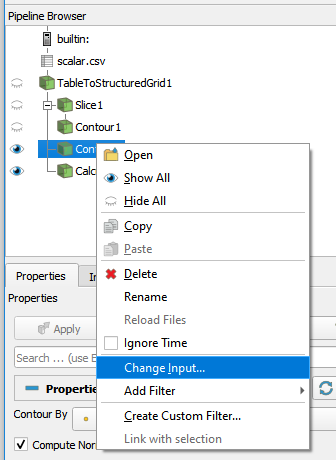 Pipeline Browser
builtin:
scalar.csv
TableToStructuredGrid1
Slice1
Contour1
Con
Calc
Open
Show All
Hide All
Copy
Paste
Delete
Rename
Reload Files
Ignore Time
Change Input...
Add Filter
Create Custom Filter...
Link with selection
Properties
In
Properties
Apply
Search ... (use E
Proper
Contour By
Compute Nor